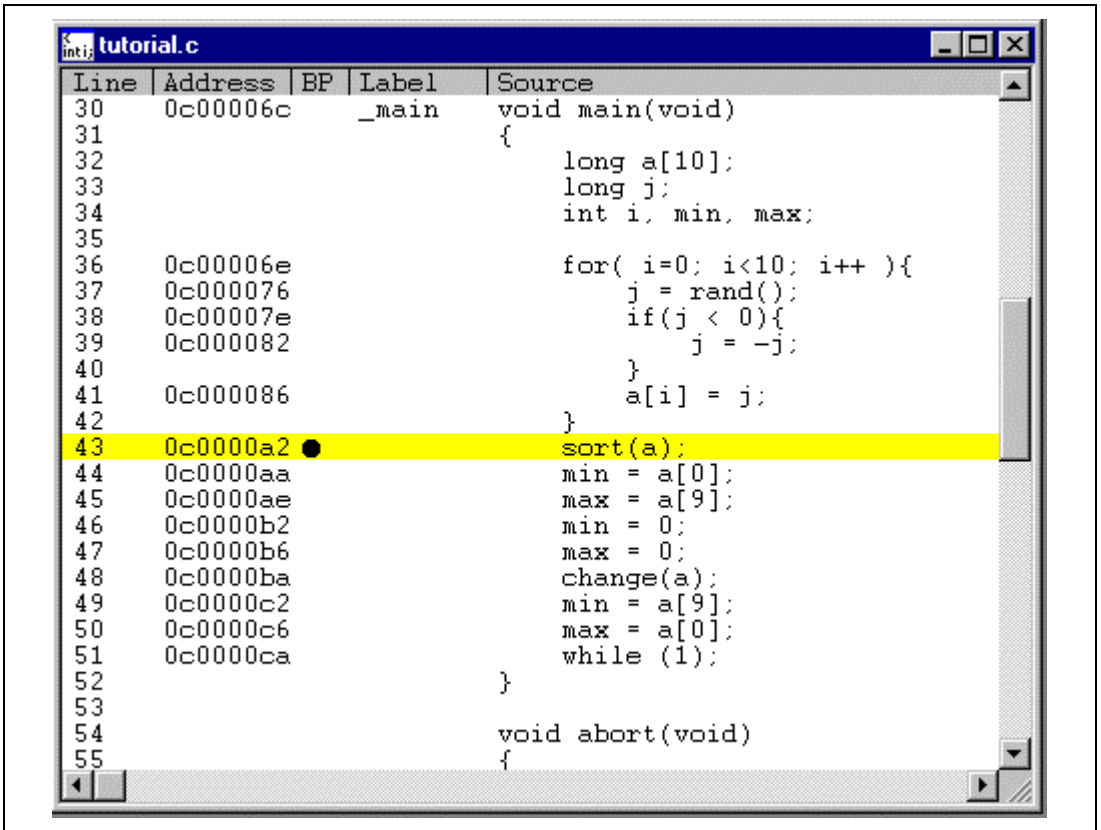 tutorial.c
Line |Address |BP |Label |Source
30 0c00006c _main void main(void)
31 {
32 long a[10];
33 long j;
34 int i, min, max;
35
36 0c00006e for( i=0; i<10; i++ ){
37 0c000076 j = rand();
38 0c00007e if(j < 0){
39 0c000082 j = -j;
40 }
41 0c000086 a[i] = j;
42 }
43 0c0000a2 ● sort(a);
44 0c0000aa min = a[0];
45 0c0000ae max = a[9];
46 0c0000b2 min = 0;
47 0c0000b6 max = 0;
48 0c0000ba change(a);
49 0c0000c2 min = a[9];
50 0c0000c6 max = a[0];
51 0c0000ca while (1);
52 }
53
54 void abort(void)
55 {